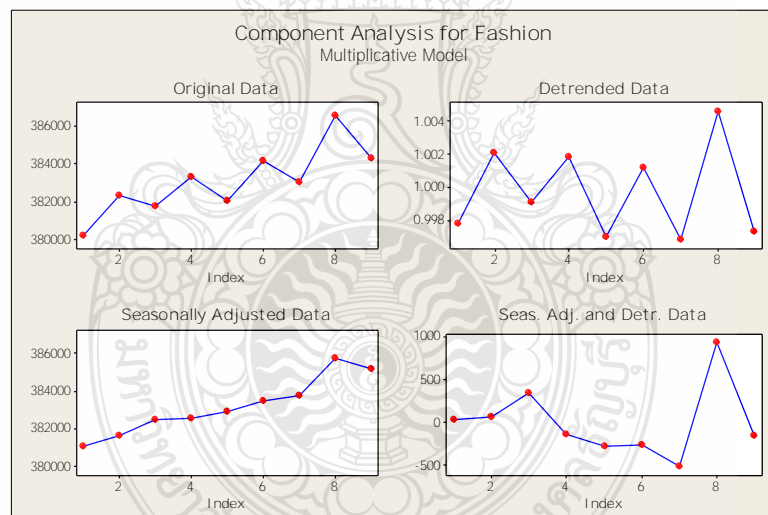 Component Analysis for Fashion
Multiplicative Model
Original Data
386000
384000
382000
380000
2 4 6 8
Index
Detrended Data
1.004
1.002
1.000
0.998
2 4 6 8
Index
Seasonally Adjusted Data
386000
384000
382000
380000
2 4 6 8
Index
Seas. Adj. and Detr. Data
1000
500
0
-500
2 4 6 8
Index